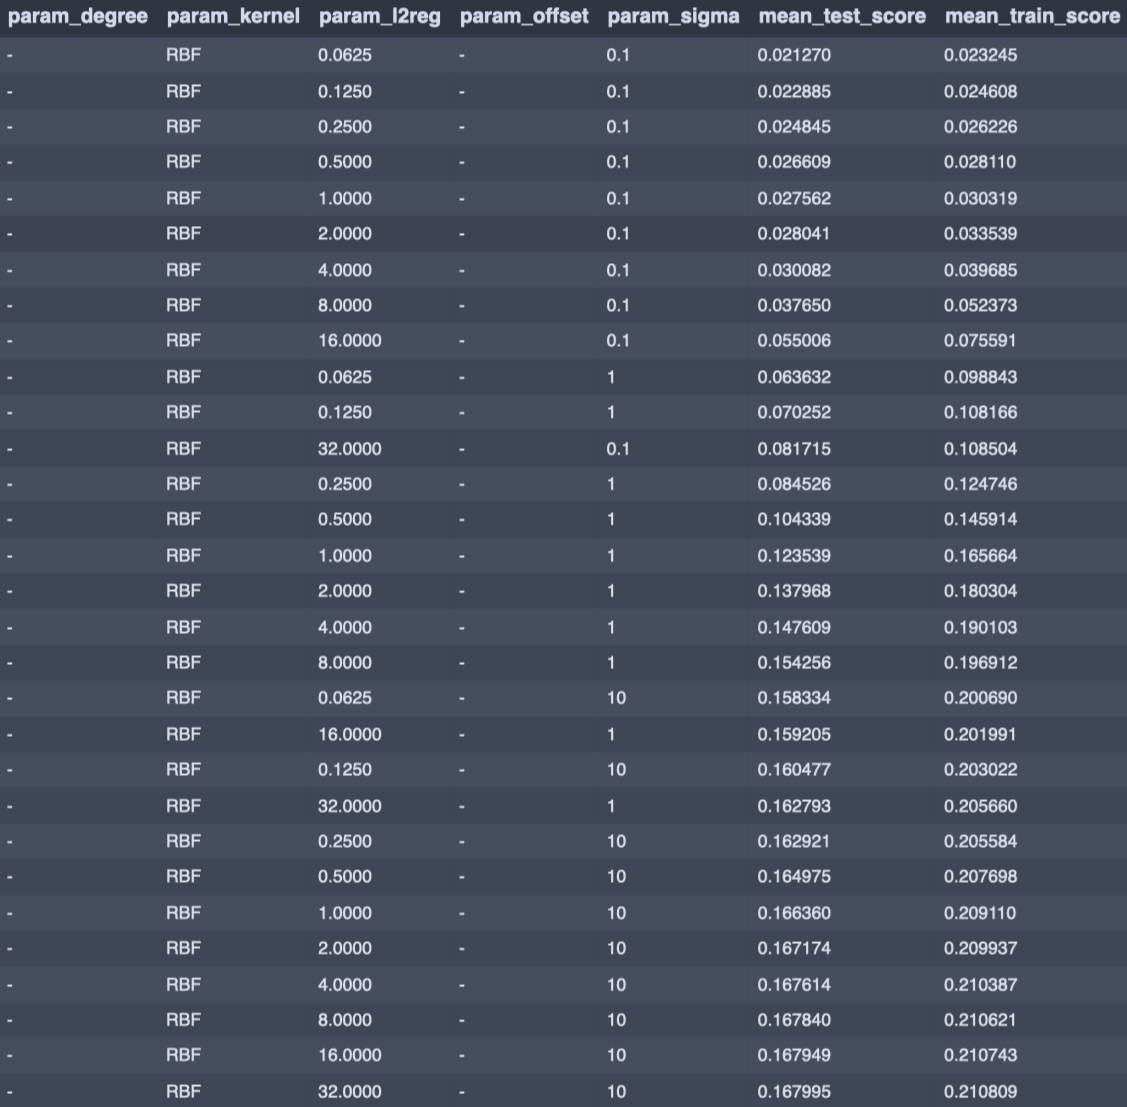 param_degree param_kernel param_l2reg param_offset param_sigma mean_test_score mean_train_score
- RBF 0.0625 - 0.1 0.021270 0.023245
- RBF 0.1250 - 0.1 0.022885 0.024608
- RBF 0.2500 - 0.1 0.024845 0.026226
- RBF 0.5000 - 0.1 0.026609 0.028110
- RBF 1.0000 - 0.1 0.027562 0.030319
- RBF 2.0000 - 0.1 0.028041 0.033539
- RBF 4.0000 - 0.1 0.030082 0.039685
- RBF 8.0000 - 0.1 0.037650 0.052373
- RBF 16.0000 - 0.1 0.055006 0.075591
- RBF 0.0625 - 1 0.063632 0.098843
- RBF 0.1250 - 1 0.070252 0.108166
- RBF 32.0000 - 0.1 0.081715 0.108504
- RBF 0.2500 - 1 0.084526 0.124746
- RBF 0.5000 - 1 0.104339 0.145914
- RBF 1.0000 - 1 0.123539 0.165664
- RBF 2.0000 - 1 0.137968 0.180304
- RBF 4.0000 - 1 0.147609 0.190103
- RBF 8.0000 - 1 0.154256 0.196912
- RBF 0.0625 - 10 0.158334 0.200690
- RBF 16.0000 - 1 0.159205 0.201991
- RBF 0.1250 - 10 0.160477 0.203022
- RBF 32.0000 - 1 0.162793 0.205660
- RBF 0.2500 - 10 0.162921 0.205584
- RBF 0.5000 - 10 0.164975 0.207698
- RBF 1.0000 - 10 0.166360 0.209110
- RBF 2.0000 - 10 0.167174 0.209937
- RBF 4.0000 - 10 0.167614 0.210387
- RBF 8.0000 - 10 0.167840 0.210621
- RBF 16.0000 - 10 0.167949 0.210743
- RBF 32.0000 - 10 0.167995 0.210809